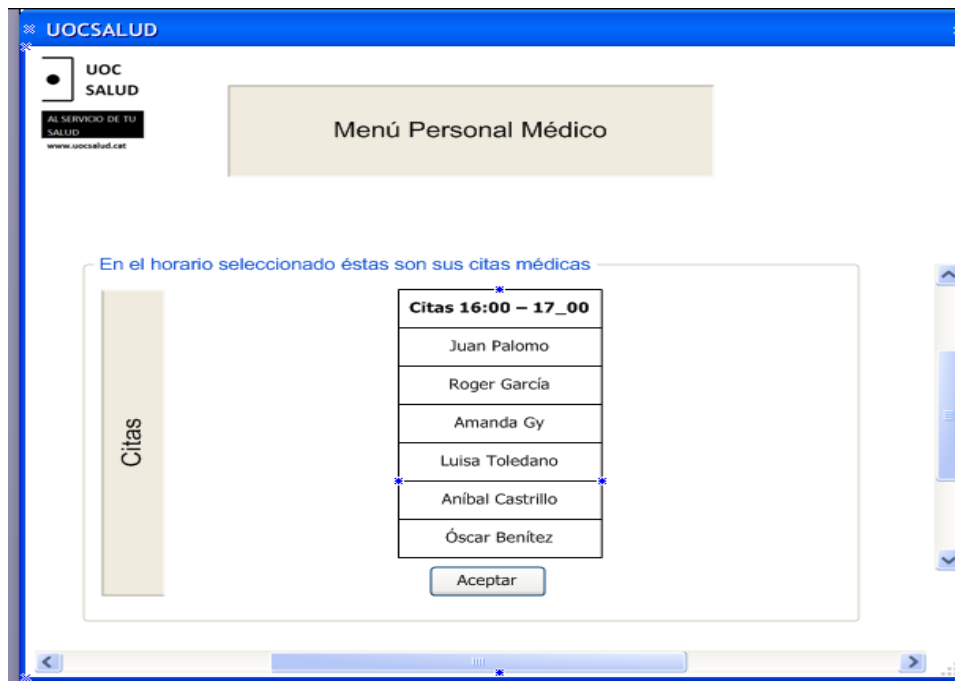 UOCSALUD
UOC
SALUD
AL SERVICIO DE TU
SALUD
www.uocsalud.cat
Menú Personal Médico
En el horario seleccionado éstas son sus citas médicas
Citas
Citas 16:00 – 17_00
Juan Palomo
Roger García
Amanda Gy
Luisa Toledano
Aníbal Castrillo
Óscar Benítez
Aceptar